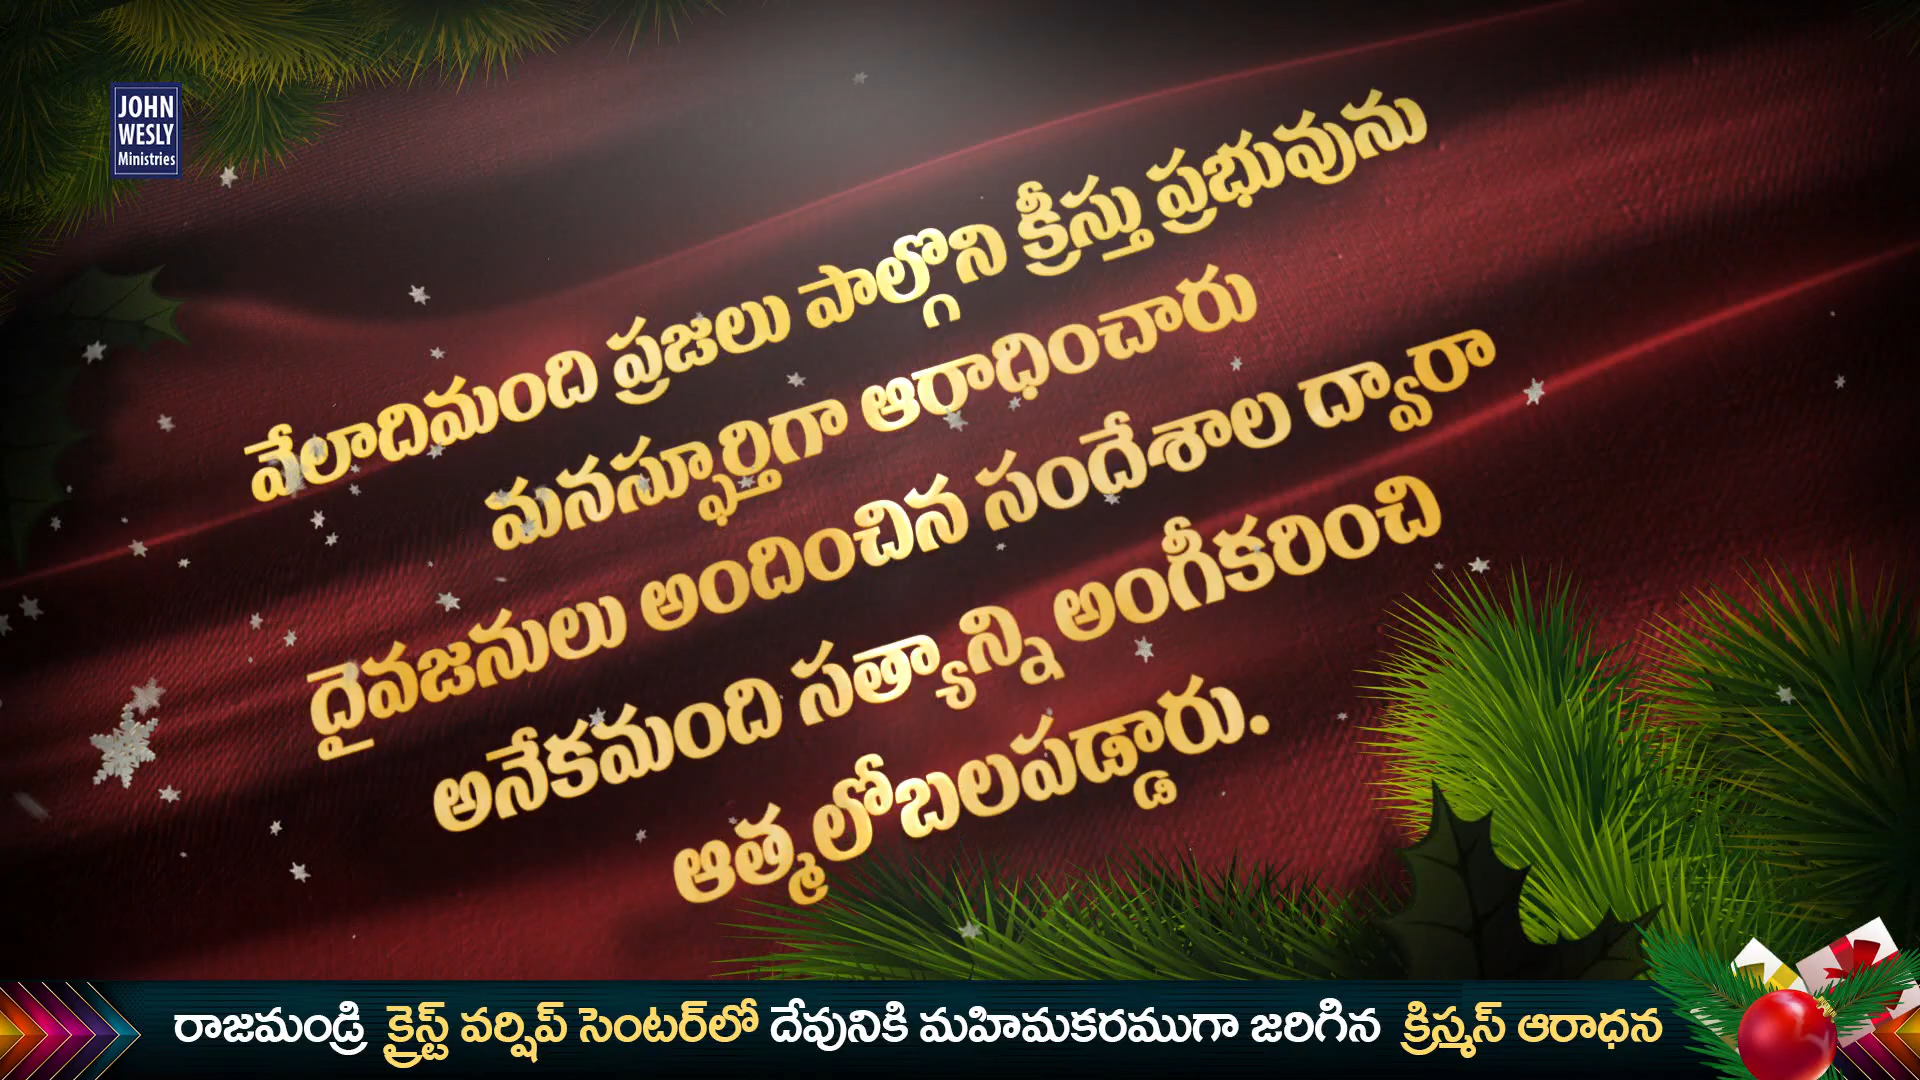 JOHN
WESLY
Ministries
వేలాదిమంది ప్రజలు పాల్గొని క్రీస్తు ప్రభువును
మనస్ఫూర్తిగా ఆరాధించారు
దైవజనులు అందించిన సందేశాల ద్వారా
అనేకమంది సత్యాన్ని అంగీకరించి
ఆత్మలోబలపడ్డారు.
రాజమండ్రి క్రైస్ట్ వర్షిప్ సెంటర్‌లో దేవునికి మహిమకరముగా జరిగిన క్రిస్మస్ ఆరాధన